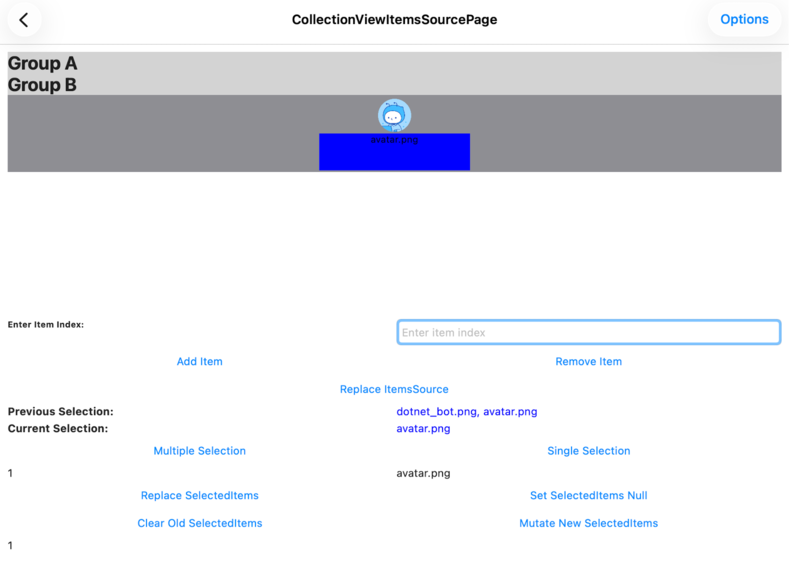 CollectionViewItemsSourcePage
Options
Group A
Group B
avatar.png
Enter Item Index:
Enter item index
Add Item
Remove Item
Replace ItemsSource
Previous Selection:
dotnet_bot.png, avatar.png
Current Selection:
avatar.png
Multiple Selection
Single Selection
1
avatar.png
Replace SelectedItems
Set SelectedItems Null
Clear Old SelectedItems
Mutate New SelectedItems
1